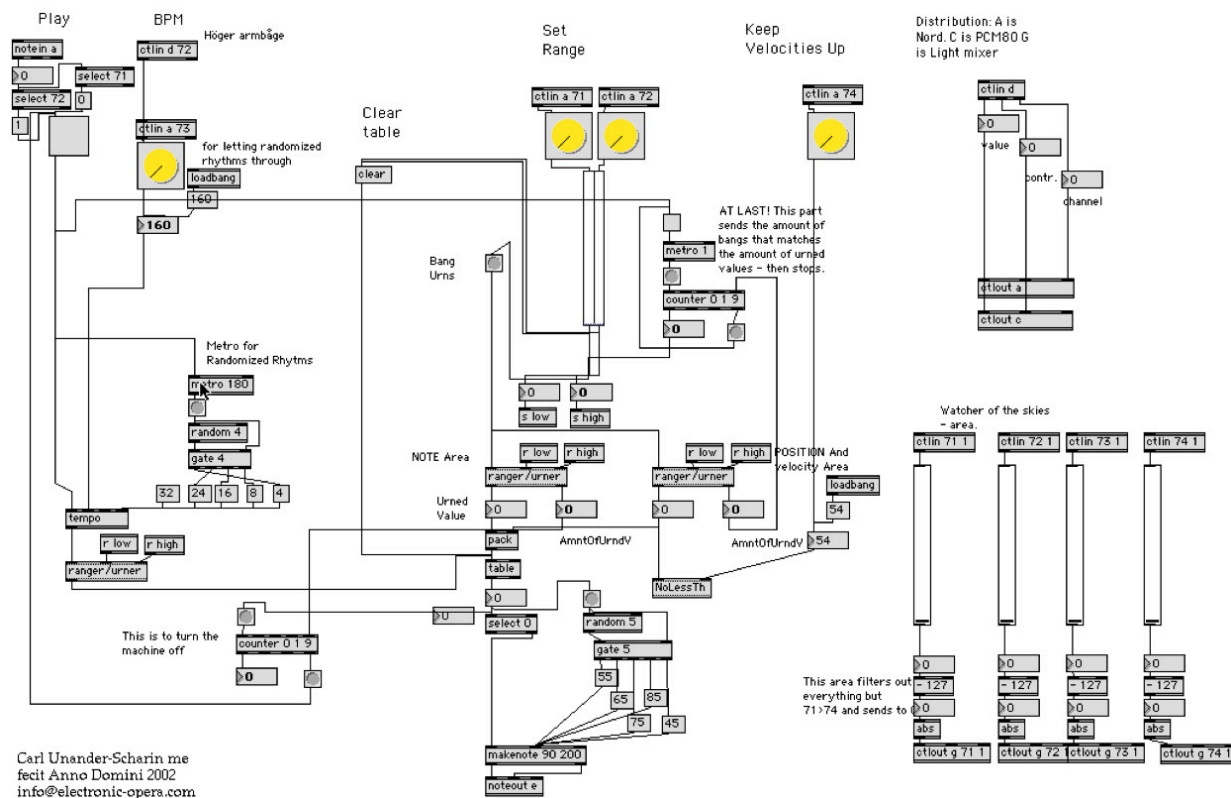 Play
BPM
Höger armbåge
notein a
0
select 71
select 72
0
1
ctlin d 72
ctlin a 73
for letting randomized
rhythms through
loadbang
160
160
Clear
table
clear
Set
Range
ctlin a 71
ctlin a 72
Keep
Velocities Up
ctlin a 74
Distribution: A is
Nord. C is PCM80 G
is Light mixer
ctlin d
0
value
0
contr.
0
channel
ctlout a
ctlout c
AT LAST! This part
sends the amount of
bangs that matches
the amount of urned
values - then stops.
metro 1
counter 0 1 9
0
Bang
Urns
0
0
s low
s high
Metro for
Randomized Rhytms
metro 180
random 4
gate 4
32
24
16
8
4
tempo
r low
r high
ranger/urner
NOTE Area
r low
r high
ranger/urner
Urned
Value
0
0
pack
AmntOfUrndV
table
0
select 0
r low
r high
POSITION And
velocity Area
ranger/urner
0
0
AmntOfUrndV
loadbang
54
54
NoLessTh
This is to turn the
machine off
counter 0 1 9
0
random 5
gate 5
55
65
85
75
45
makenote 90 200
noteout e
Watcher of the skies
- area.
ctlin 71 1
ctlin 72 1
ctlin 73 1
ctlin 74 1
0
0
0
0
This area filters out
everything but
71>74 and sends to
- 127
- 127
- 127
- 127
0
0
0
0
abs
abs
abs
abs
ctlout g 71 1
ctlout g 72 1
ctlout g 73 1
ctlout g 74 1
Carl Unander-Scharin me
fecit Anno Domini 2002
info@electronic-opera.com